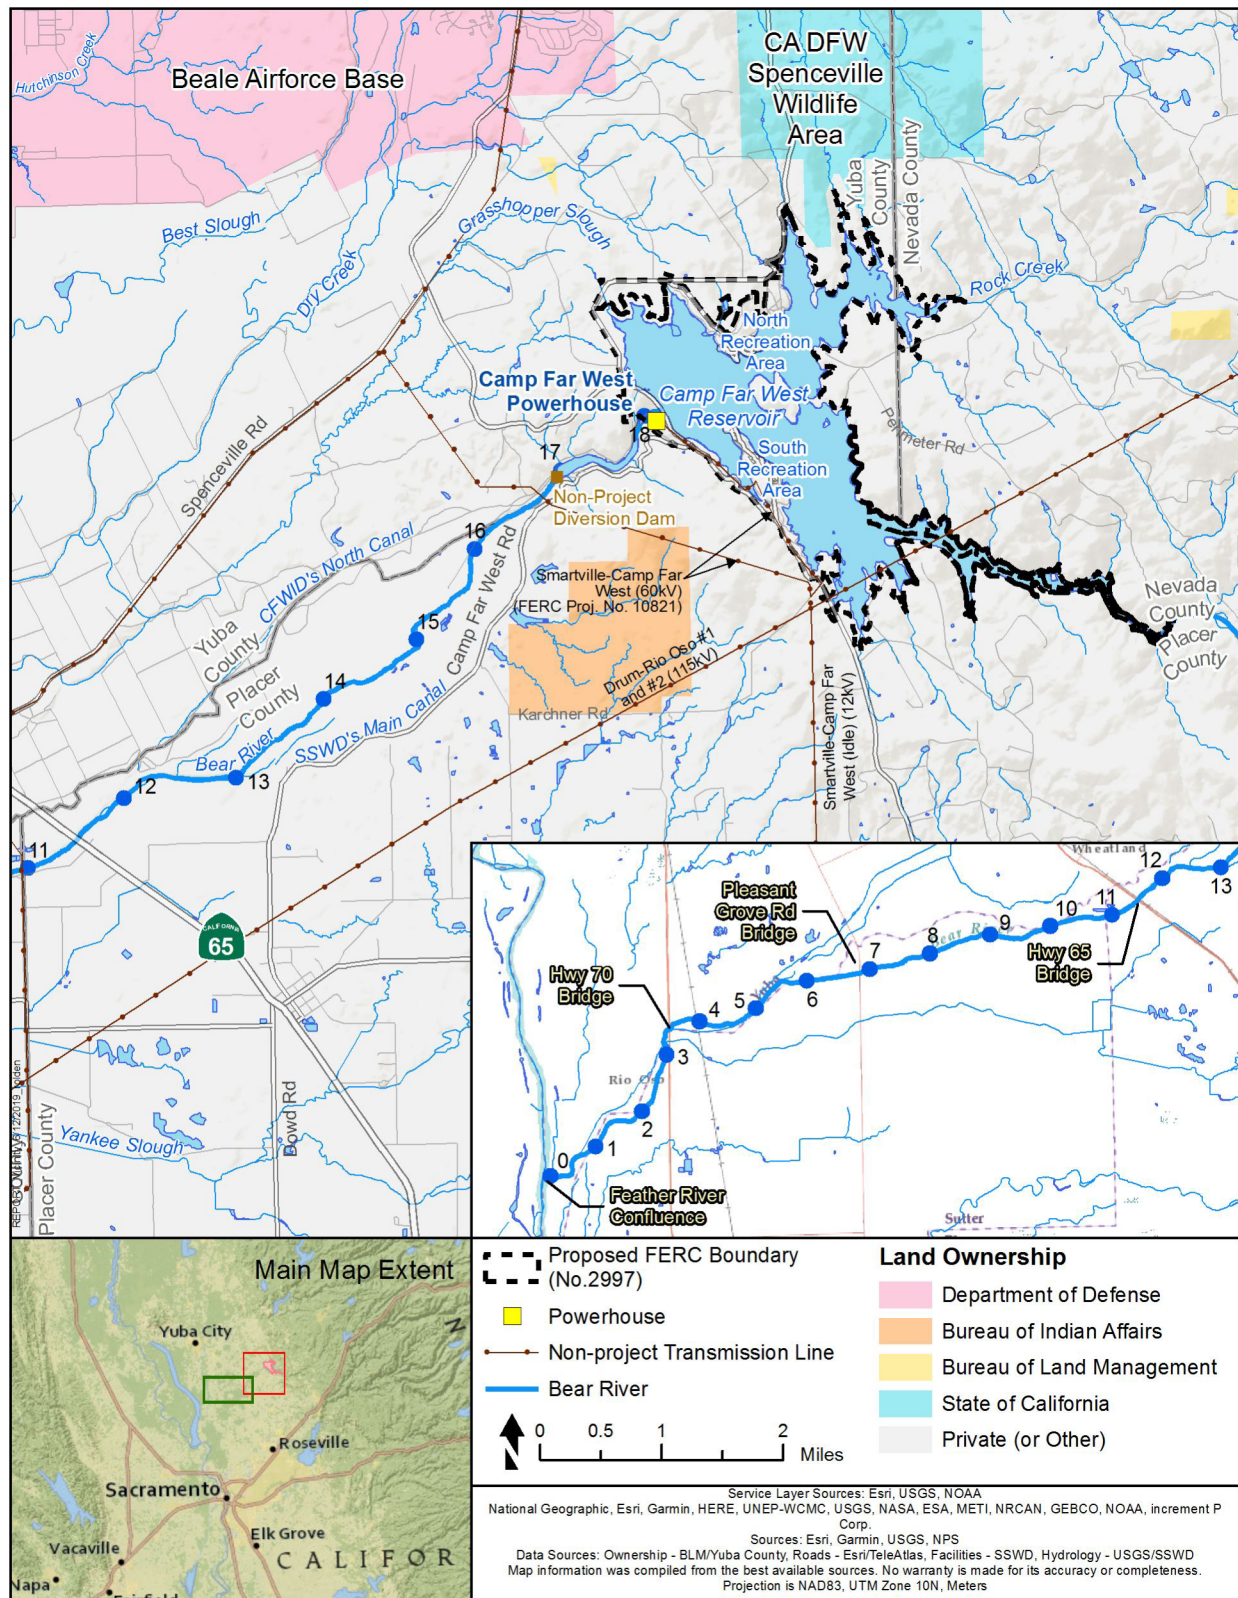 Hutchinson Creek
Beale Airforce Base
CA DFW
Spenceville
Wildlife
Area
Yuba
County
Nevada County
Best Slough
Grasshopper Slough
Dry Creek
Rock Creek
North
Recreation
Area
Camp Far West
Powerhouse
Camp Far West
Reservoir
18
Perimeter Rd
17
South
Recreation
Area
Spenceville Rd
Non-Project
Diversion Dam
16
CFWID's North Canal
Camp Far West Rd
Smartville-Camp Far
West (60kV)
(FERC Proj. No. 10821)
Nevada
County
Placer
County
Yuba
County
Placer
County
15
14
Drum-Rio Oso #1
and #2 (115kV)
Karchner Rd
SSWD's Main Canal
Bear River
Smartville-Camp Far
West (Idle) (12kV)
13
12
11
CALIFORNIA
65
Dowd Rd
Yankee Slough
Placer County
Wheatland
12
13
Pleasant
Grove Rd
Bridge
11
10
9
8
7
6
5
4
3
2
1
0
Bear River
Hwy 65
Bridge
Hwy 70
Bridge
Rio Oso
Feather River
Confluence
Sutter
Main Map Extent
Yuba City
Roseville
Sacramento
Elk Grove
Vacaville
Napa
Fairfield
CALIFOR
N
Proposed FERC Boundary
(No.2997)
Powerhouse
Non-project Transmission Line
Bear River
N
0 0.5 1 2
Miles
Land Ownership
Department of Defense
Bureau of Indian Affairs
Bureau of Land Management
State of California
Private (or Other)
Service Layer Sources: Esri, USGS, NOAA
National Geographic, Esri, Garmin, HERE, UNEP-WCMC, USGS, NASA, ESA, METI, NRCAN, GEBCO, NOAA, increment P
Corp.
Sources: Esri, Garmin, USGS, NPS
Data Sources: Ownership - BLM/Yuba County, Roads - Esri/TeleAtlas, Facilities - SSWD, Hydrology - USGS/SSWD
Map information was compiled from the best available sources. No warranty is made for its accuracy or completeness.
Projection is NAD83, UTM Zone 10N, Meters